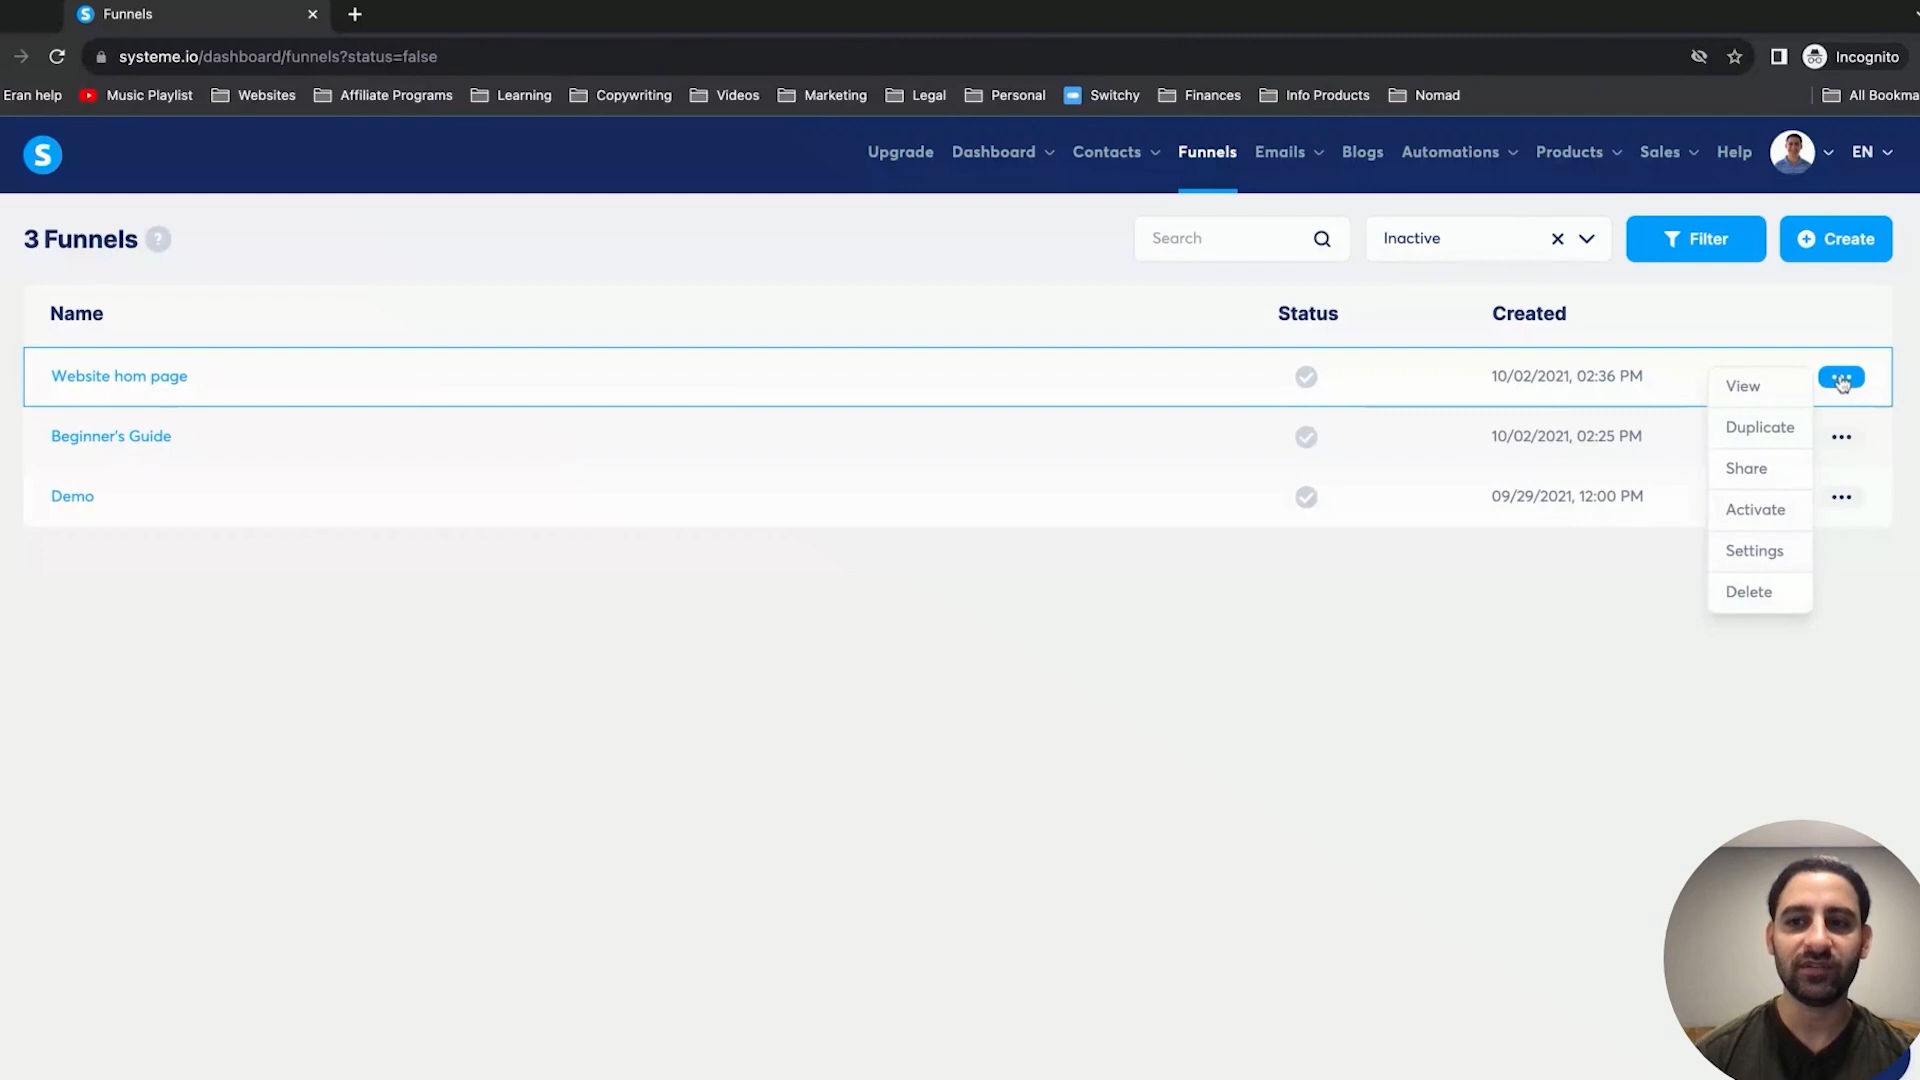 Funnels
systeme.io/dashboard/funnels?status=false
Incognito
Eran help Music Playlist Websites Affiliate Programs Learning Copywriting Videos Marketing Legal Personal Switchy Finances Info Products Nomad All Bookma
S Upgrade Dashboard Contacts Funnels Emails Blogs Automations Products Sales Help EN
3 Funnels ? Search Inactive Filter Create
Name Status Created
Website hom page 10/02/2021, 02:36 PM
Beginner's Guide 10/02/2021, 02:25 PM
Demo 09/29/2021, 12:00 PM
View
Duplicate
Share
Activate
Settings
Delete